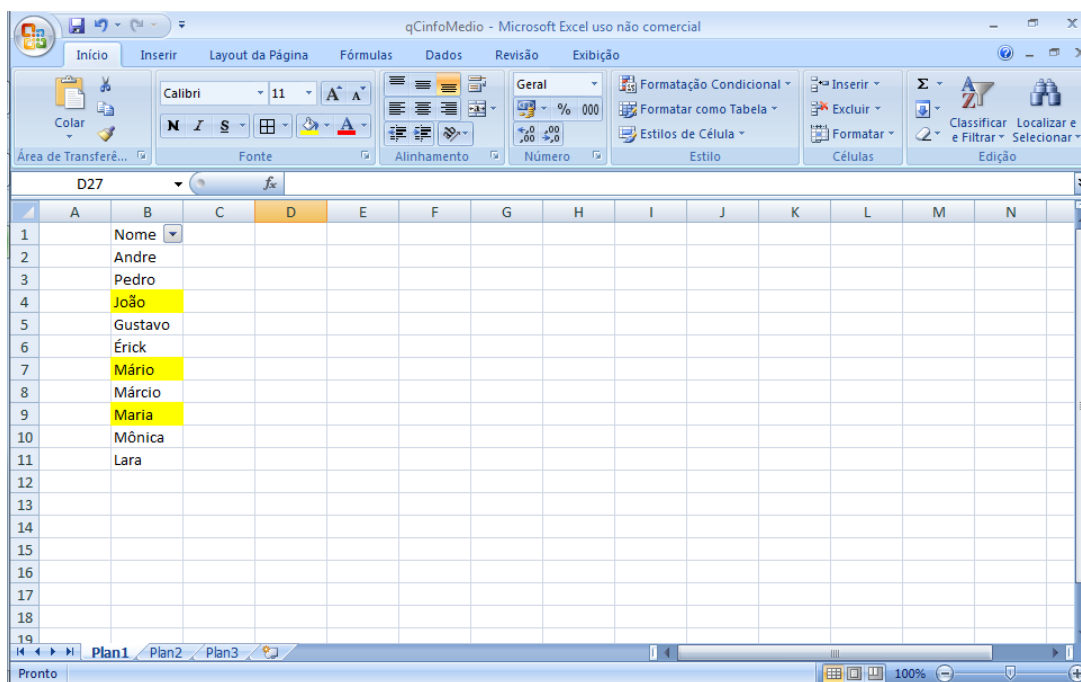 qCinfoMedio - Microsoft Excel uso não comercial
Início Inserir Layout da Página Fórmulas Dados Revisão Exibição
Colar
Calibri 11 A A
N I S A
Geral
% 000
Formatação Condicional
Formatar como Tabela
Estilos de Célula
Inserir
Excluir
Formatar
Σ
Classificar e Filtrar
Localizar e Selecionar
Área de Transferê... Fonte Alinhamento Número Estilo Células Edição
D27 fx
A B C D E F G H I J K L M N
1 Nome
2 Andre
3 Pedro
4 João
5 Gustavo
6 Érick
7 Mário
8 Márcio
9 Maria
10 Mônica
11 Lara
12
13
14
15
16
17
18
19
Plan1 Plan2 Plan3
Pronto 100%